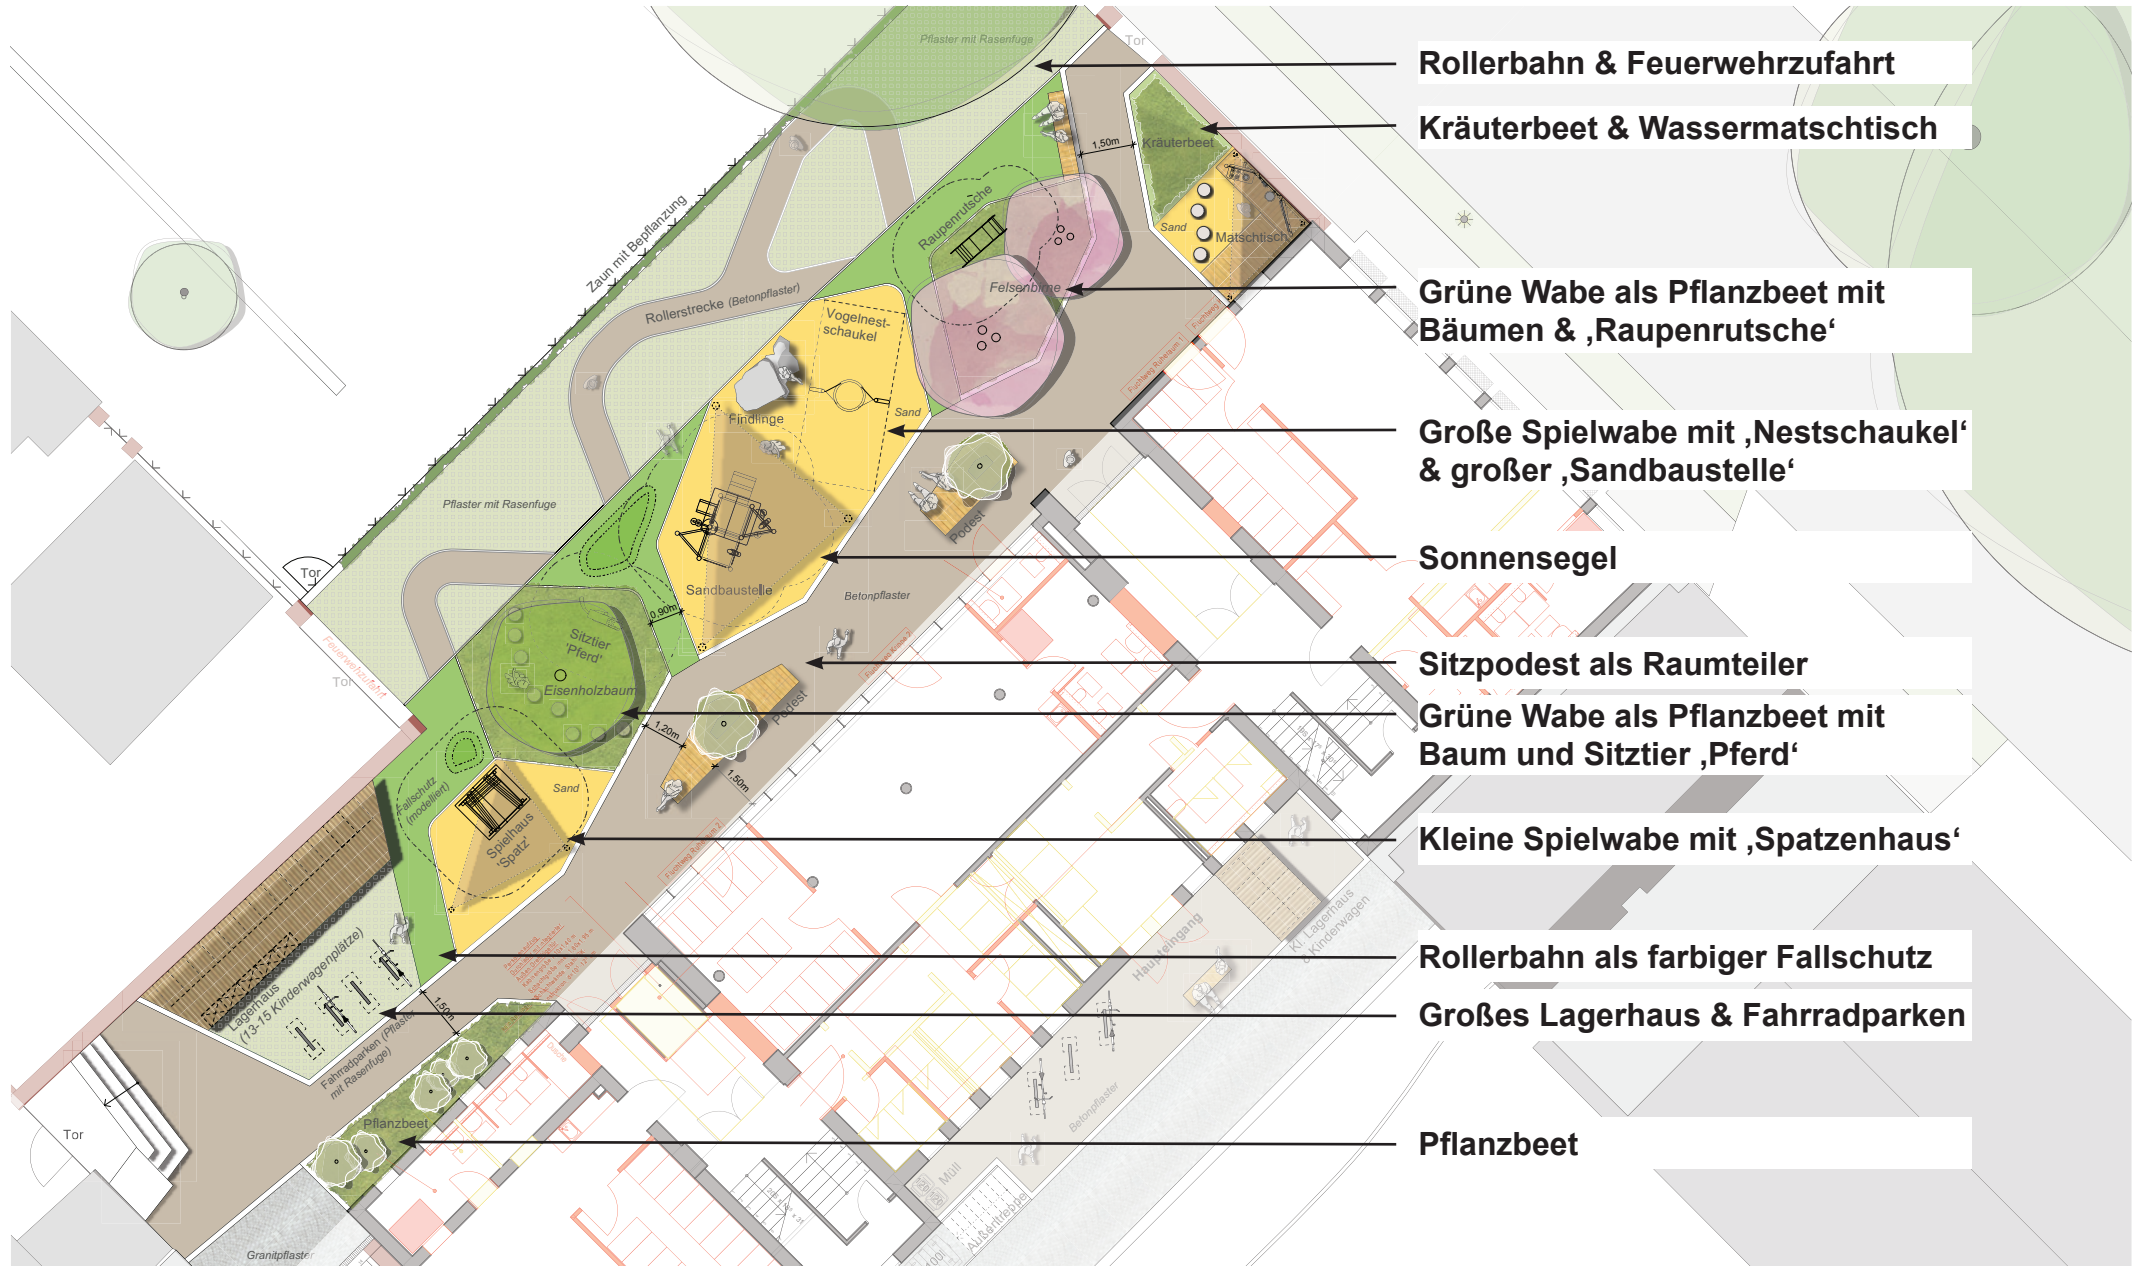 Rollerbahn & Feuerwehrzufahrt
Kräuterbeet & Wassermatschtisch
Grüne Wabe als Pflanzbeet mit
Bäumen & ‚Raupenrutsche‘
Große Spielwabe mit ‚Nestschaukel‘
& großer ‚Sandbaustelle‘
Sonnensegel
Sitzpodest als Raumteiler
Grüne Wabe als Pflanzbeet mit
Baum und Sitztier ‚Pferd‘
Kleine Spielwabe mit ‚Spatzenhaus‘
Rollerbahn als farbiger Fallschutz
Großes Lagerhaus & Fahrradparken
Pflanzbeet
Pflaster mit Rasenfuge
Tor
1,50m
Kräuterbeet
Sand
Matschtisch
Zaun mit Bepflanzung
Raupenrutsche
Felsenbirne
Rollerstrecke (Betonpflaster)
Vogelnest-
schaukel
Findlinge
Sand
Fluchtweg
Fluchtweg Ruheraum 1
Pflaster mit Rasenfuge
Podest
Sandbaustelle
Betonpflaster
0,90m
Tor
Feuerwehrzufahrt
Tor
Sitztier
'Pferd'
Eisenholzbaum
Podest
1,20m
1,50m
Fallschutz
(modelliert)
Sand
Spielhaus
'Spatz'
Lagerhaus
(13-15 Kinderwagenplätze)
1,50m
Fahrradparken (Pflaster
mit Rasenfuge)
Pflanzbeet
Tor
Granitpflaster
Dusche
Haupteingang
Kl. Lagerhaus
Kinderwagen
Betonpflaster
Müll
Außentreppe